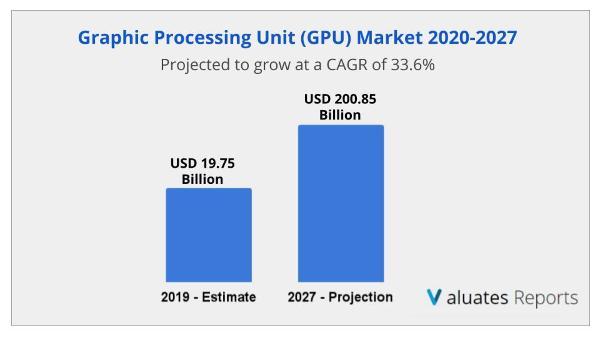 Graphic Processing Unit (GPU) Market 2020-2027
Projected to grow at a CAGR of 33.6%
USD 200.85
Billion
USD 19.75
Billion
2019 - Estimate
2027 - Projection
Valuates Reports